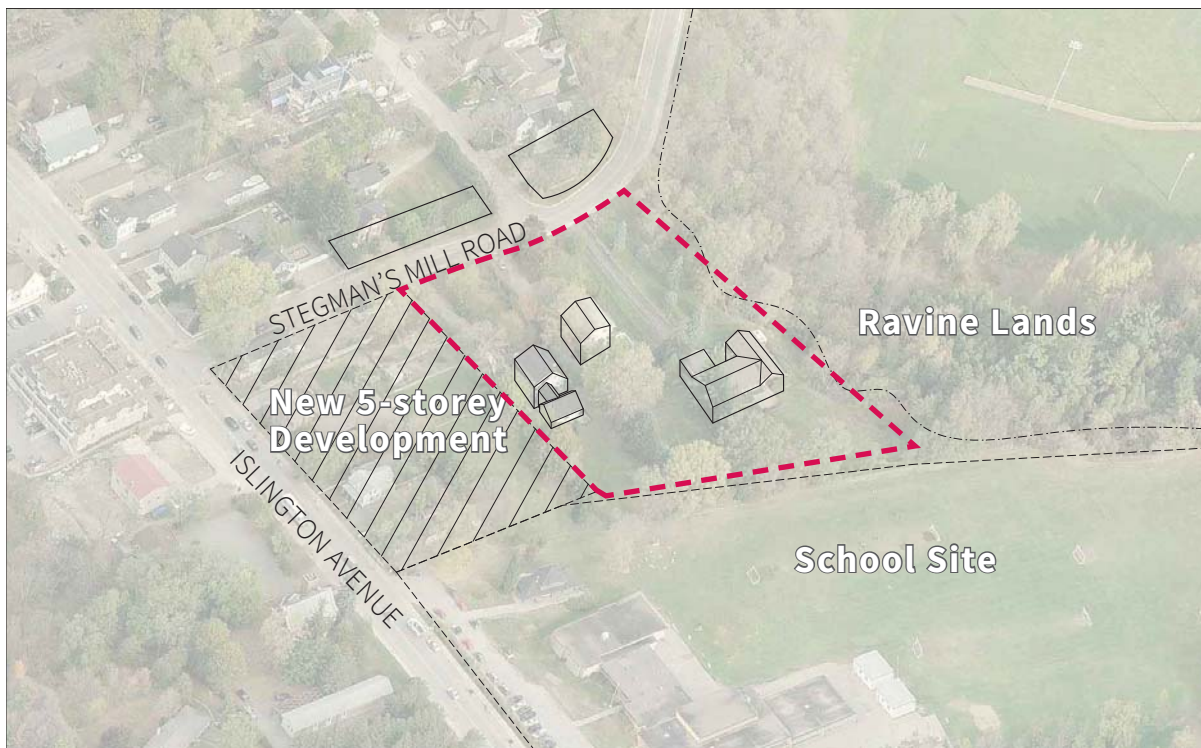 STEGMAN'S MILL ROAD
Ravine Lands
New 5-storey
Development
ISLINGTON AVENUE
School Site